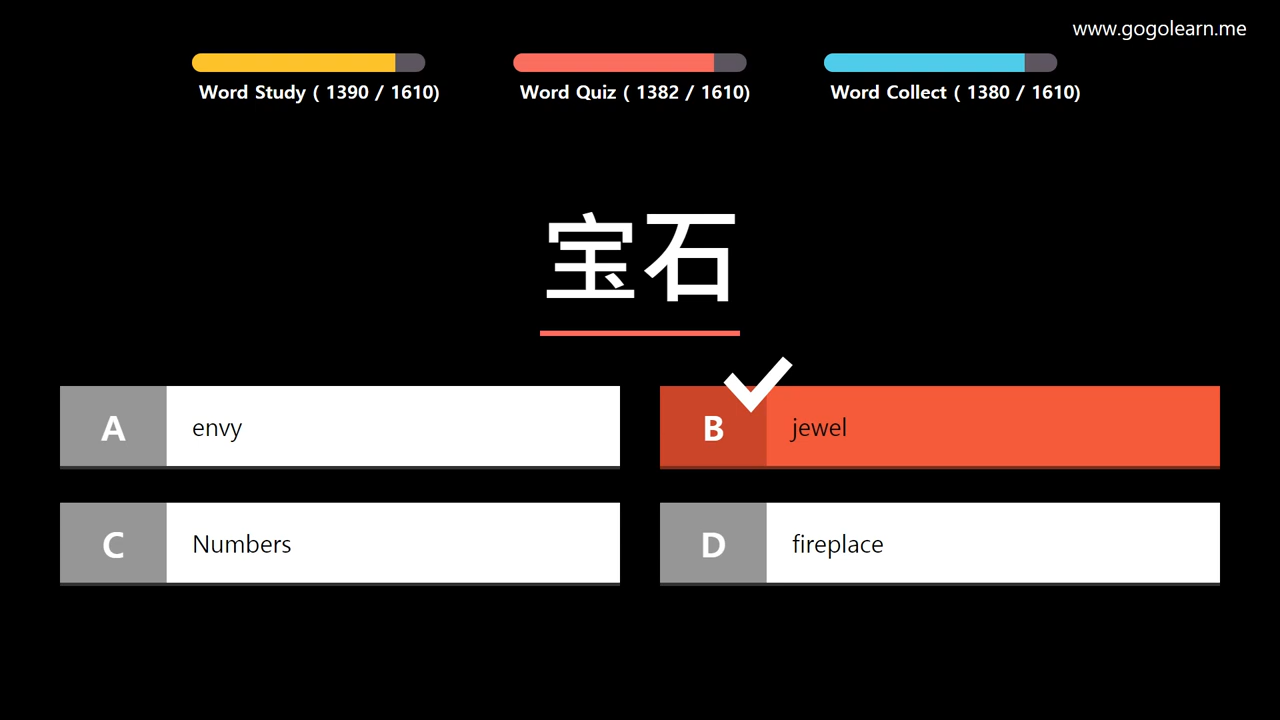 www.gogolearn.me
Word Study ( 1390 / 1610)
Word Quiz ( 1382 / 1610)
Word Collect ( 1380 / 1610)
宝石
A envy
B jewel
C Numbers
D fireplace